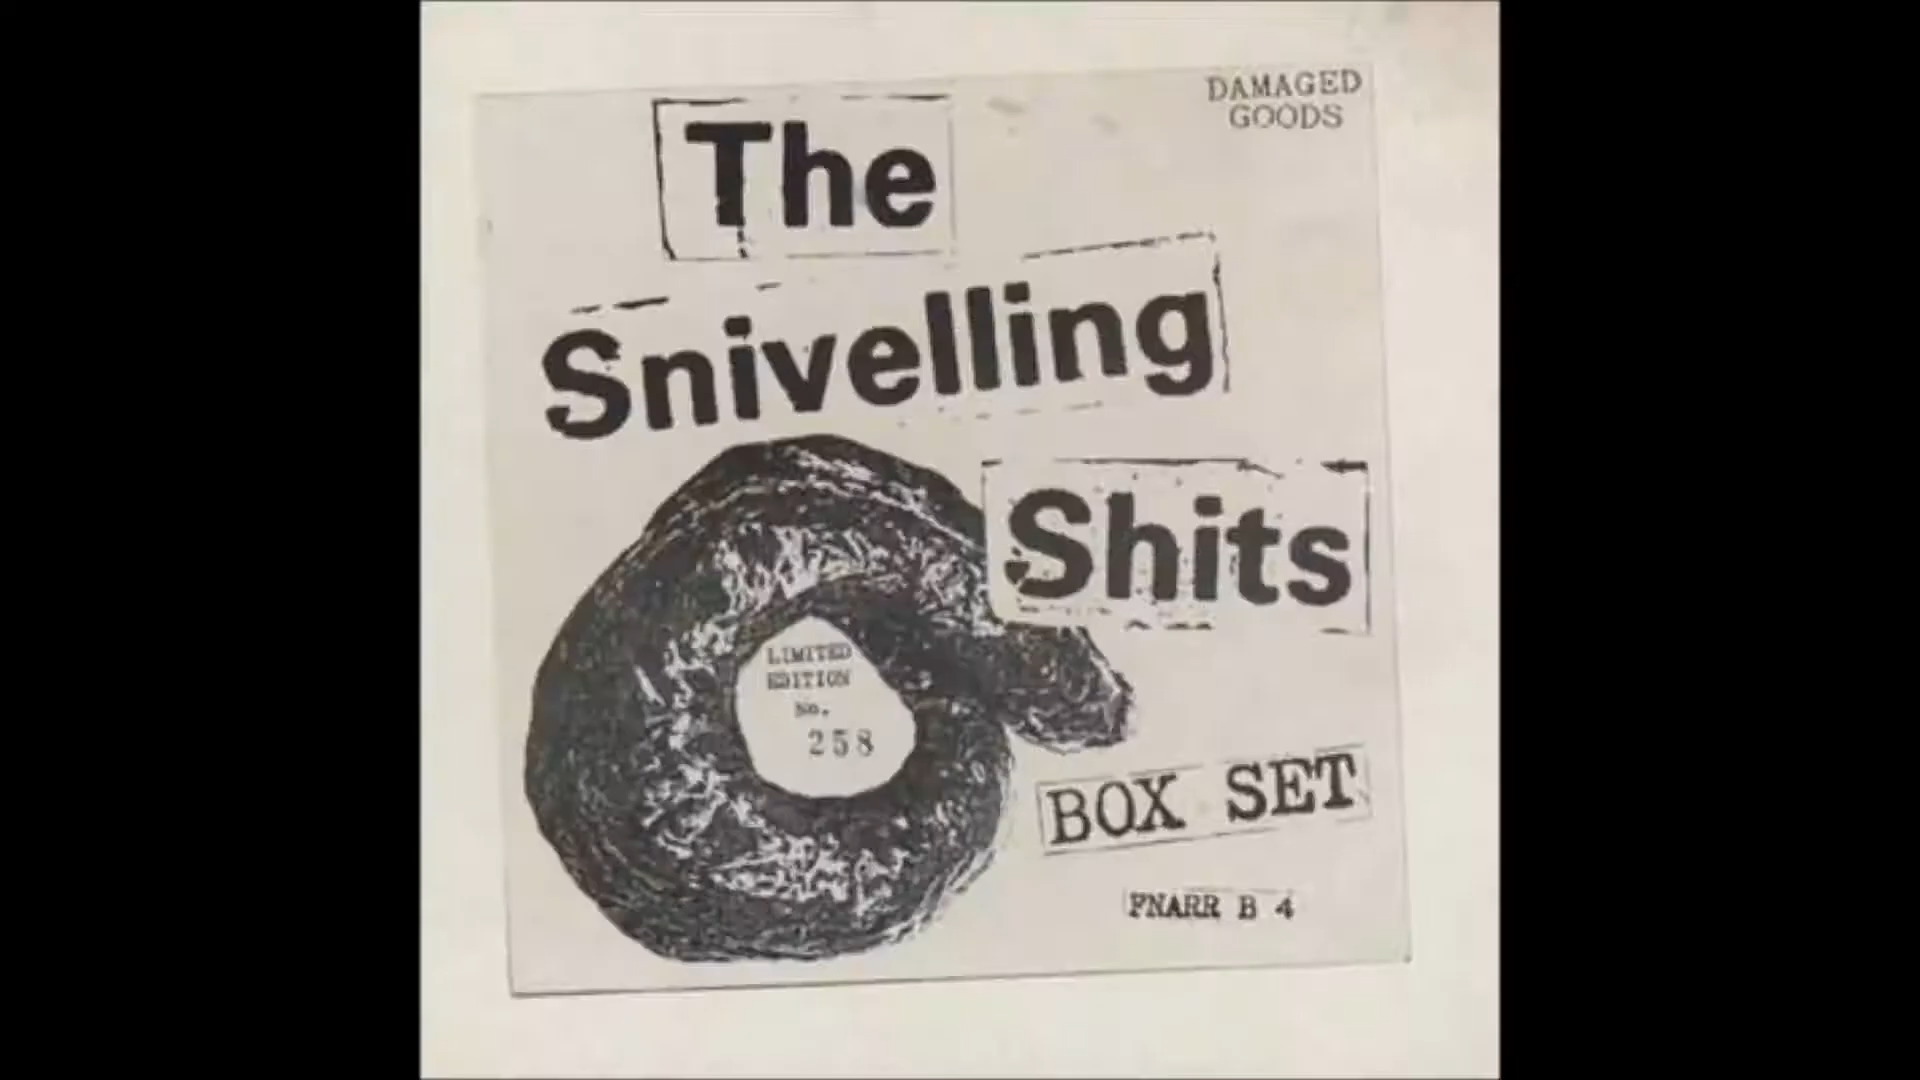 DAMAGED
GOODS
The
Snivelling
Shits
LIMITED
EDITION
No.
258
BOX SET
FNARR B 4